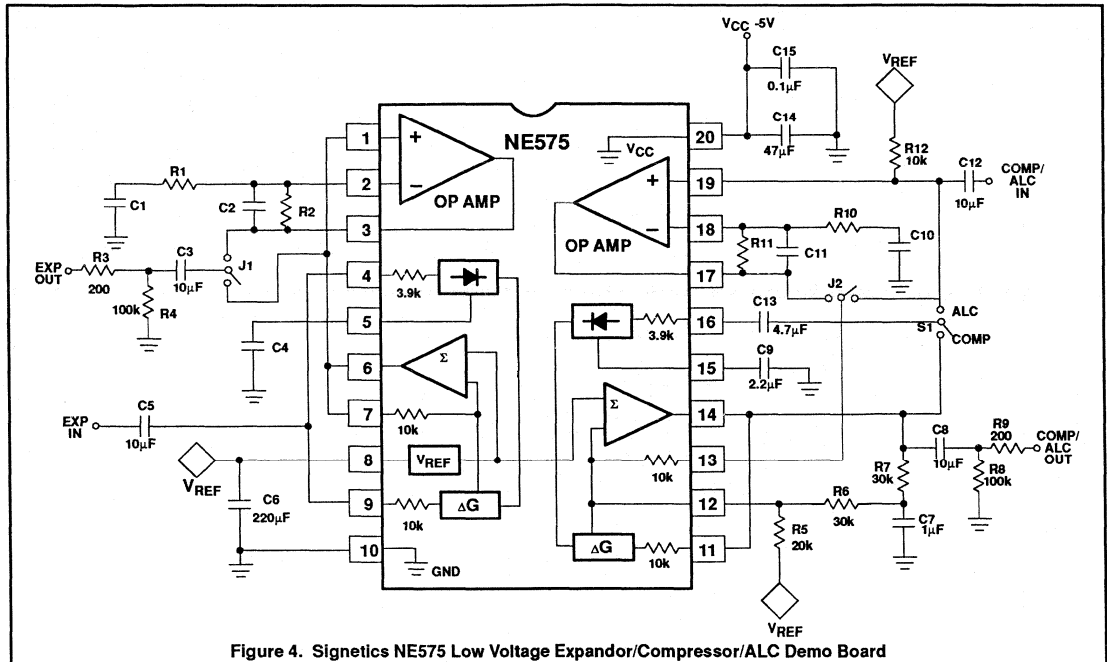 VCC -5V
C15
0.1µF
C14
47µF
VREF
R12
10k
C12
10µF
COMP/
ALC
IN
NE575
1
+
2
−
3
OP AMP
4
3.9k
5
6
Σ
7
10k
8
VREF
9
10k
ΔG
10
GND
20
VCC
19
+
18
−
17
OP AMP
16
3.9k
15
14
Σ
13
10k
12
11
ΔG
10k
R1
C1
C2
R2
EXP
OUT
R3
200
C3
10µF
J1
100k
R4
C4
EXP
IN
C5
10µF
VREF
C6
220µF
R11
C11
R10
C10
J2
C13
4.7µF
ALC
S1
COMP
C9
2.2µF
C8
10µF
R9
200
COMP/
ALC
OUT
R8
100k
R7
30k
R6
30k
C7
1µF
R5
20k
VREF
Figure 4. Signetics NE575 Low Voltage Expandor/Compressor/ALC Demo Board